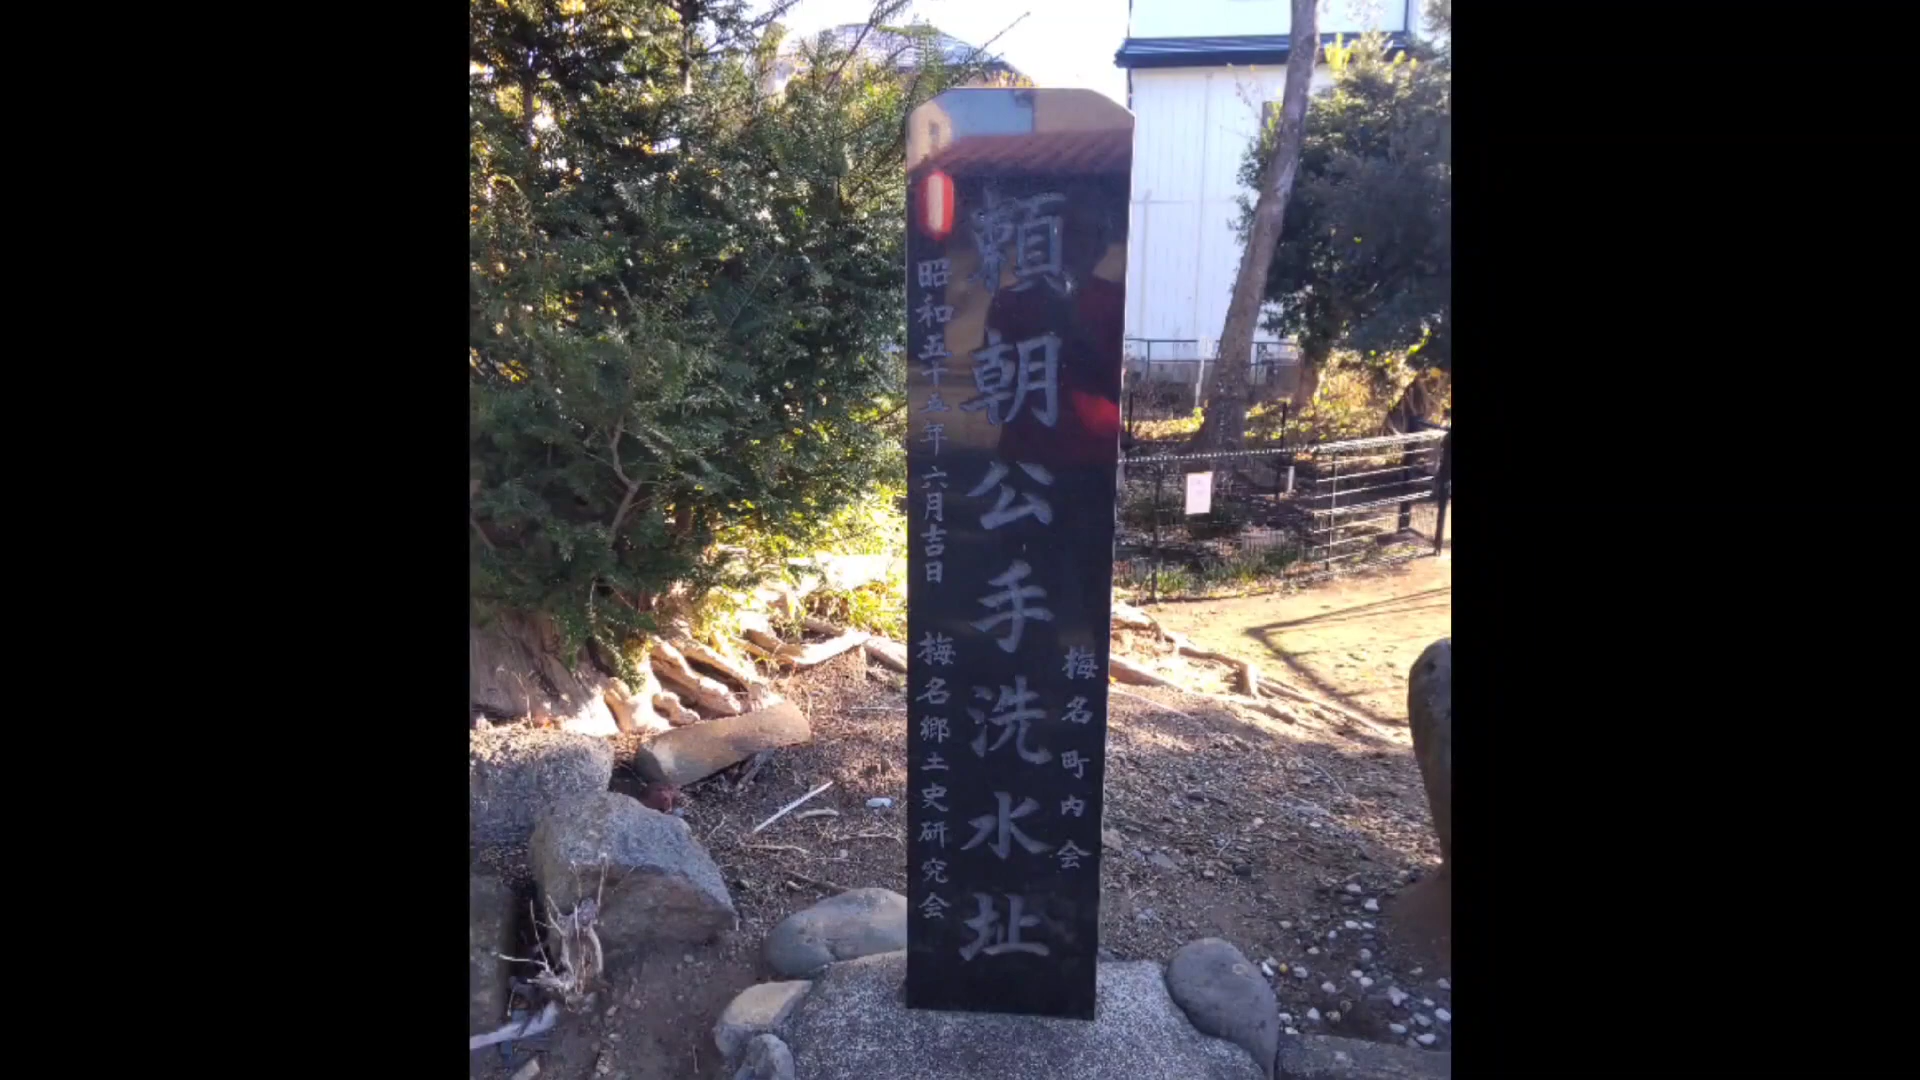 梅名町内会
頼朝公手洗水址
昭和五十五年六月吉日 梅名郷土史研究会